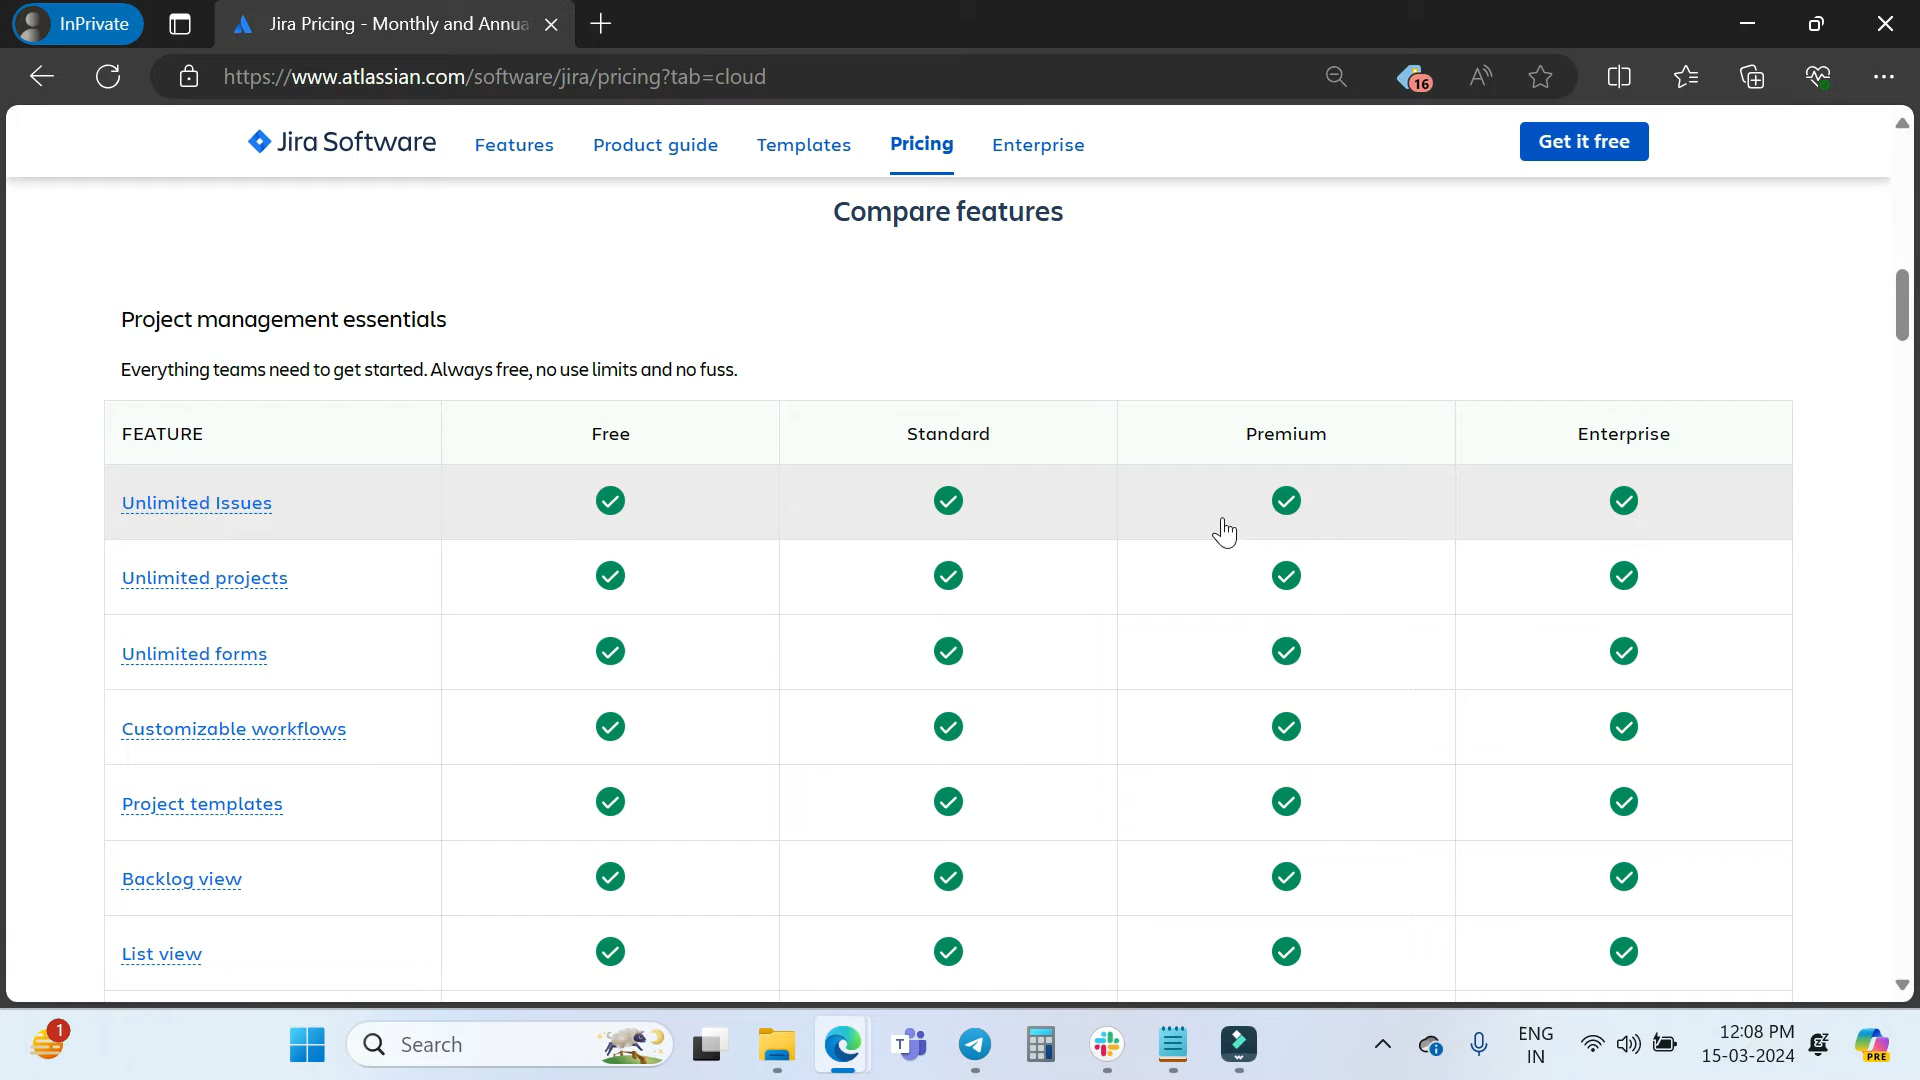 InPrivate
Jira Pricing - Monthly and Annua
https://www.atlassian.com/software/jira/pricing?tab=cloud
16
Jira Software
Features
Product guide
Templates
Pricing
Enterprise
Get it free
Compare features
Project management essentials
Everything teams need to get started. Always free, no use limits and no fuss.
FEATURE Free Standard Premium Enterprise
Unlimited Issues
Unlimited projects
Unlimited forms
Customizable workflows
Project templates
Backlog view
List view
1
Search
T
ENG
IN
12:08 PM
15-03-2024
PRE